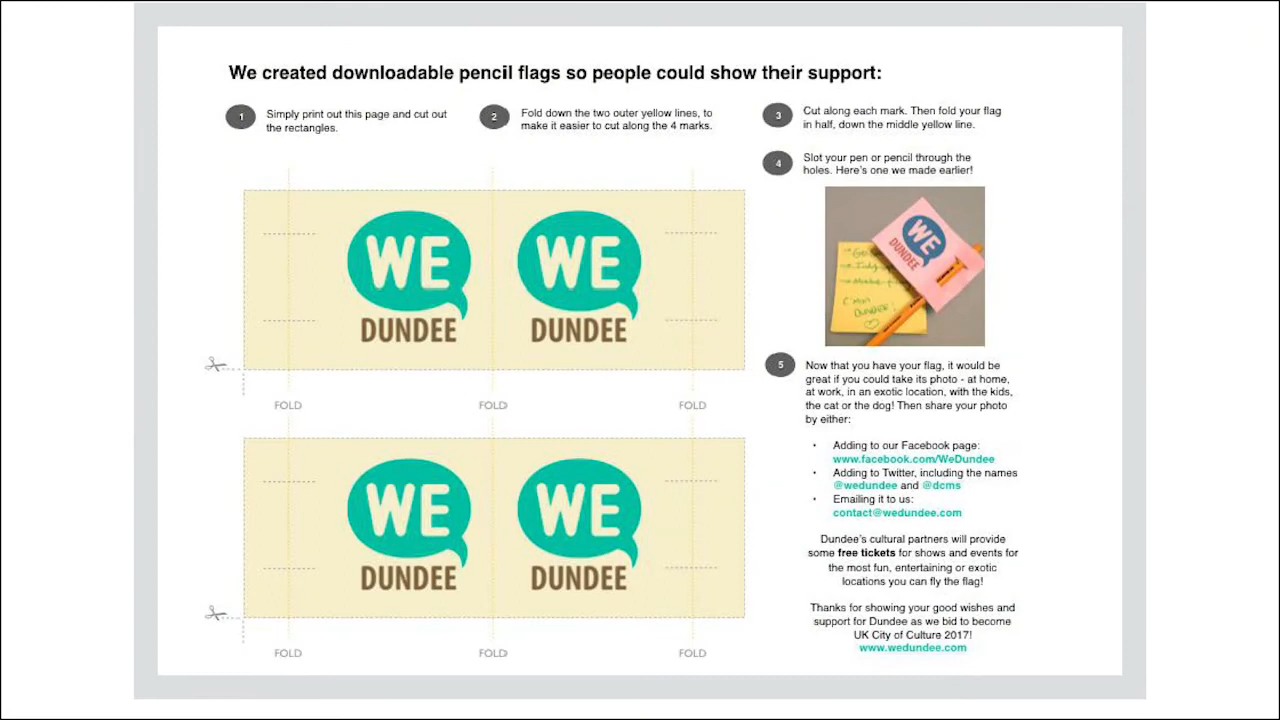 We created downloadable pencil flags so people could show their support:
1
Simply print out this page and cut out
the rectangles.
2
Fold down the two outer yellow lines, to
make it easier to cut along the 4 marks.
3
Cut along each mark. Then fold your flag
in half, down the middle yellow line.
4
Slot your pen or pencil through the
holes. Here's one we made earlier!
WE
DUNDEE
WE
DUNDEE
FOLD
FOLD
FOLD
WE
DUNDEE
WE
DUNDEE
FOLD
FOLD
FOLD
WE
DUNDEE
C'mon
DUNDEE!
5
Now that you have your flag, it would be
great if you could take its photo - at home,
at work, in an exotic location, with the kids,
the cat or the dog! Then share your photo
by either:
• Adding to our Facebook page:
www.facebook.com/WeDundee
• Adding to Twitter, including the names
@wedundee and @dcms
• Emailing it to us:
contact@wedundee.com
Dundee's cultural partners will provide
some free tickets for shows and events for
the most fun, entertaining or exotic
locations you can fly the flag!
Thanks for showing your good wishes and
support for Dundee as we bid to become
UK City of Culture 2017!
www.wedundee.com